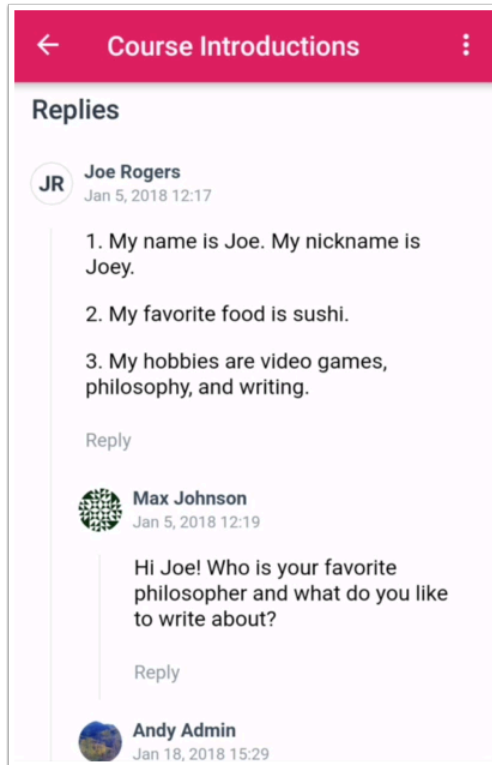 Course Introductions
Replies
JR
Joe Rogers
Jan 5, 2018 12:17
1. My name is Joe. My nickname is
Joey.
2. My favorite food is sushi.
3. My hobbies are video games,
philosophy, and writing.
Reply
Max Johnson
Jan 5, 2018 12:19
Hi Joe! Who is your favorite
philosopher and what do you like
to write about?
Reply
Andy Admin
Jan 18, 2018 15:29